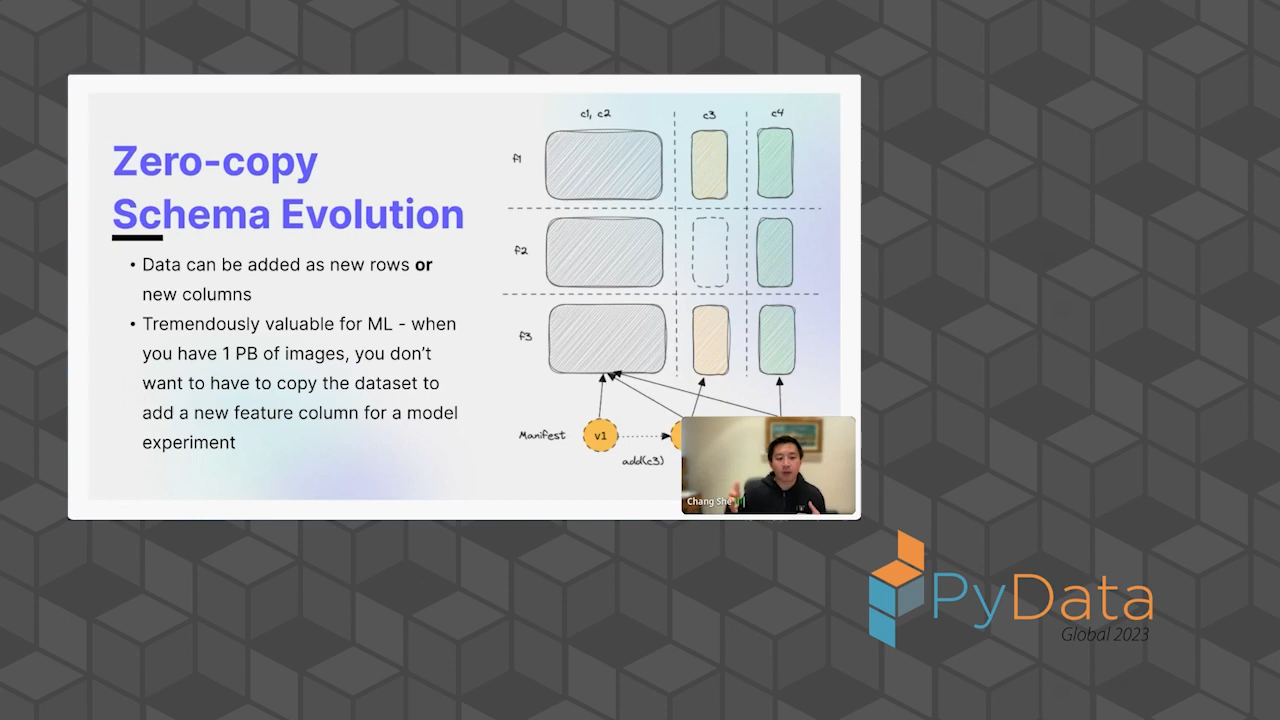 Zero-copy
Schema Evolution
• Data can be added as new rows or
new columns
• Tremendously valuable for ML - when
you have 1 PB of images, you don't
want to have to copy the dataset to
add a new feature column for a model
experiment
c1, c2
c3
c4
f1
f2
f3
Manifest
v1
add(c3)
Chang She
PyData
Global 2023